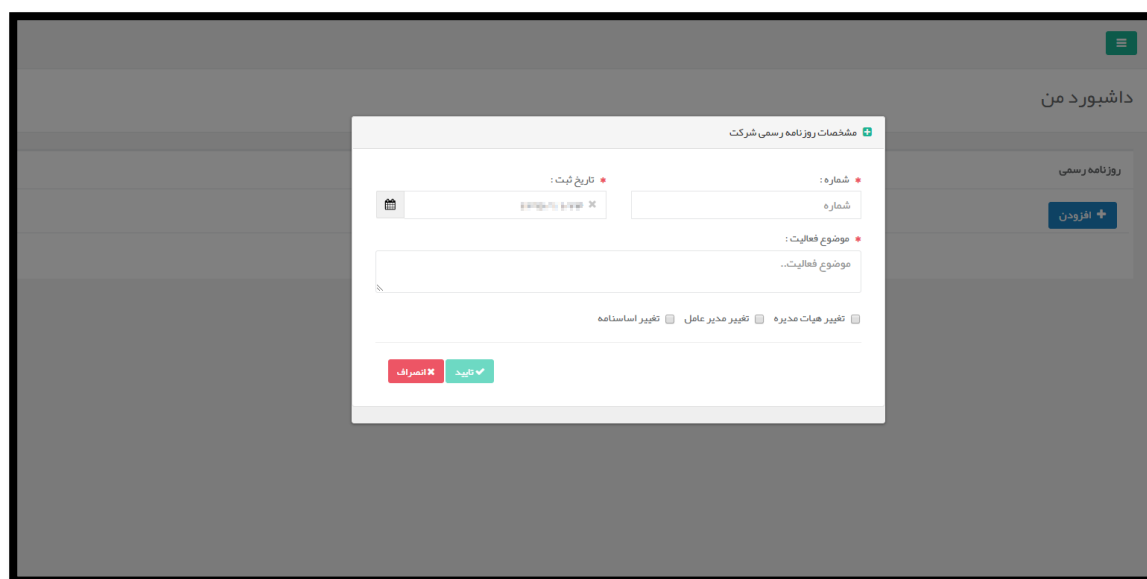 داشبورد من
مشخصات روزنامه رسمی شرکت
روزنامه رسمی
* شماره :
* تاریخ ثبت :
شماره
افزودن
* موضوع فعالیت :
موضوع فعالیت..
تغییر هیات مدیره تغییر مدیر عامل تغییر اساسنامه
تایید انصراف